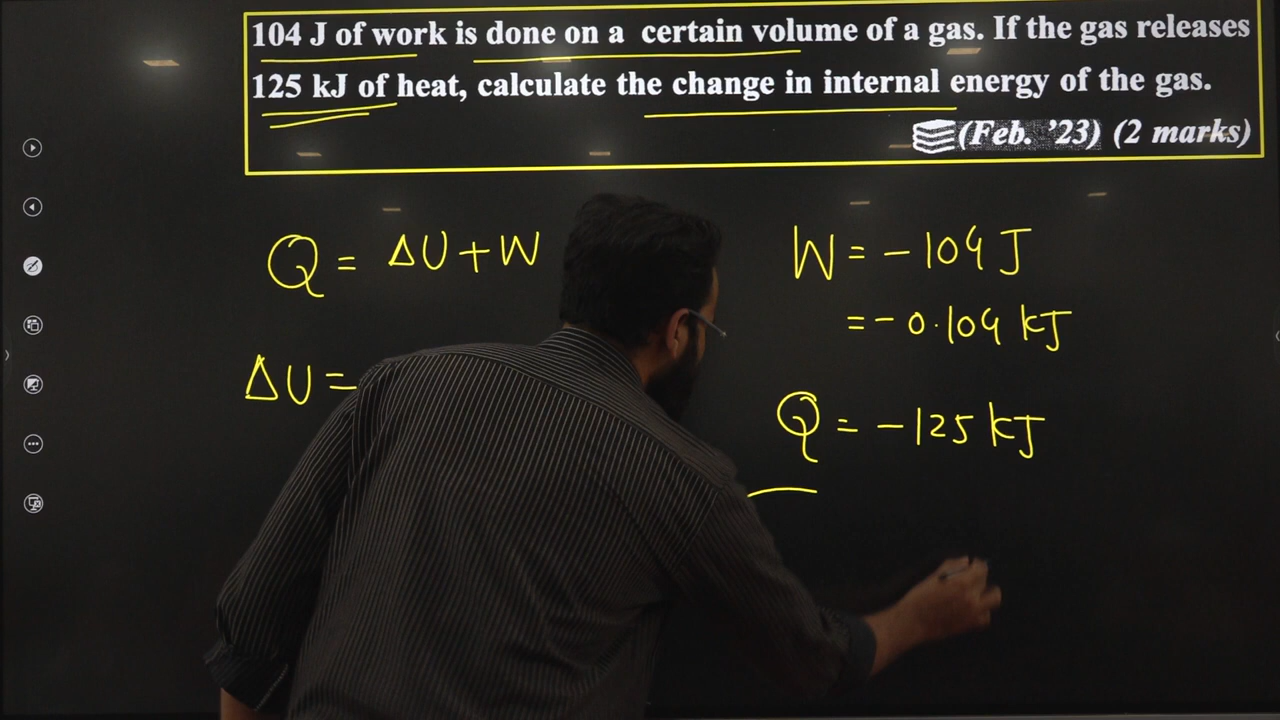 104 J of work is done on a certain volume of a gas. If the gas releases
125 kJ of heat, calculate the change in internal energy of the gas.
(Feb. ’23) (2 marks)
Q = ΔU + W
W = - 104 J
= - 0.104 kJ
ΔU =
Q = - 125 kJ